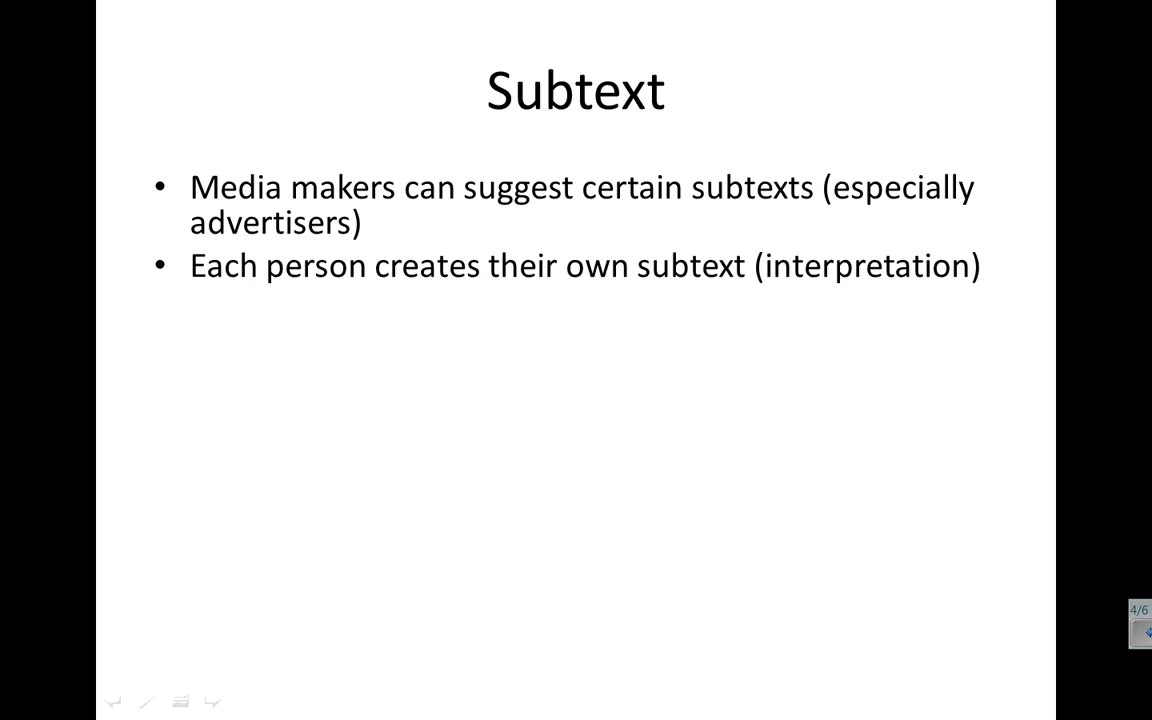 Subtext
• Media makers can suggest certain subtexts (especially
advertisers)
• Each person creates their own subtext (interpretation)
4/6